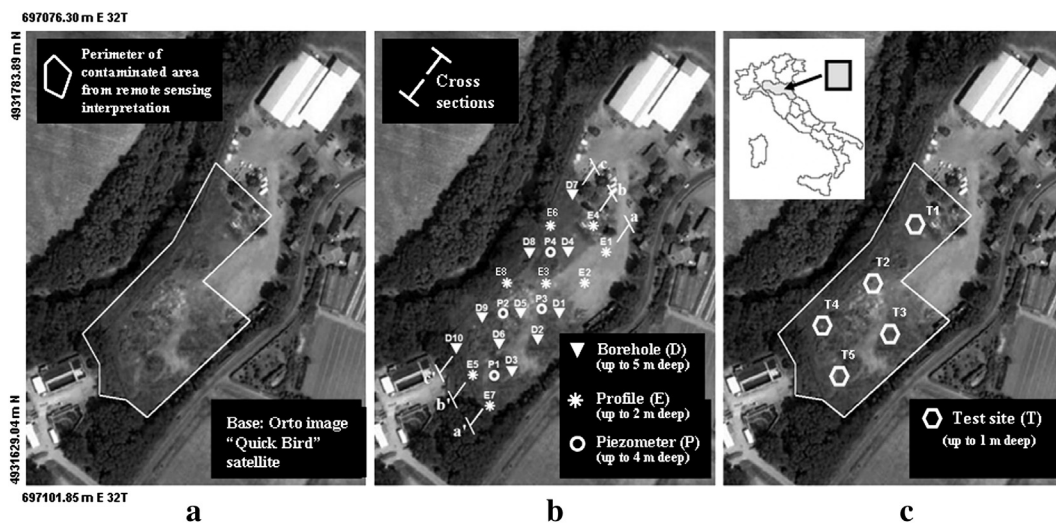 697076.30 m E 32T
4931783.89 m N
4931629.04 m N
697101.85 m E 32T
Perimeter of
contaminated area
from remote sensing
interpretation
Base: Orto image
“Quick Bird”
satellite
a
Cross
sections
c
D7
b
E6
E4
a
D8
P4
D4
E1
E8
E3
E2
D9
P2
D5
P3
D1
D10
D6
D2
c'
E5
P1
D3
b'
E7
a'
Borehole (D)
(up to 5 m deep)
Profile (E)
(up to 2 m deep)
Piezometer (P)
(up to 4 m deep)
b
T1
T2
T4
T3
T5
Test site (T)
(up to 1 m deep)
c